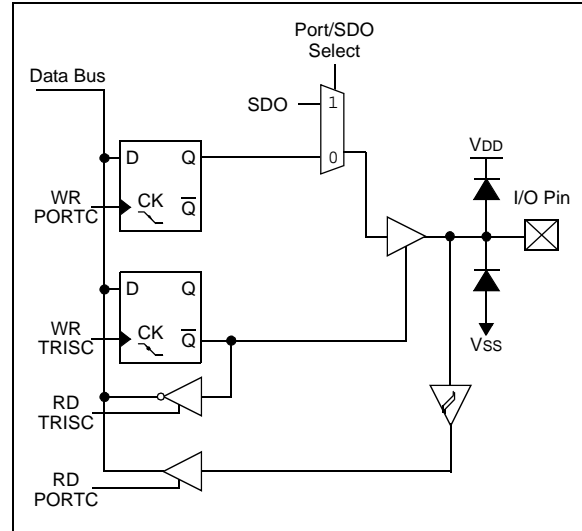 Port/SDO
Select
Data Bus
SDO
1
0
VDD
I/O Pin
D
Q
WR
PORTC
CK
Q
D
Q
WR
TRISC
CK
Q
VSS
RD
TRISC
RD
PORTC